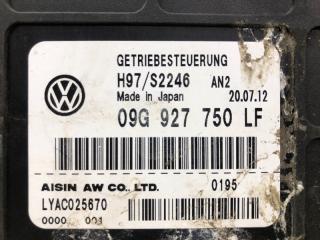 GETRIEBESTEUERUNG
H97/S2246 AN2
Made in Japan 20.07.12
09G 927 750 LF
AISIN AW CO., LTD. 0195
LYAC025670
0000 001